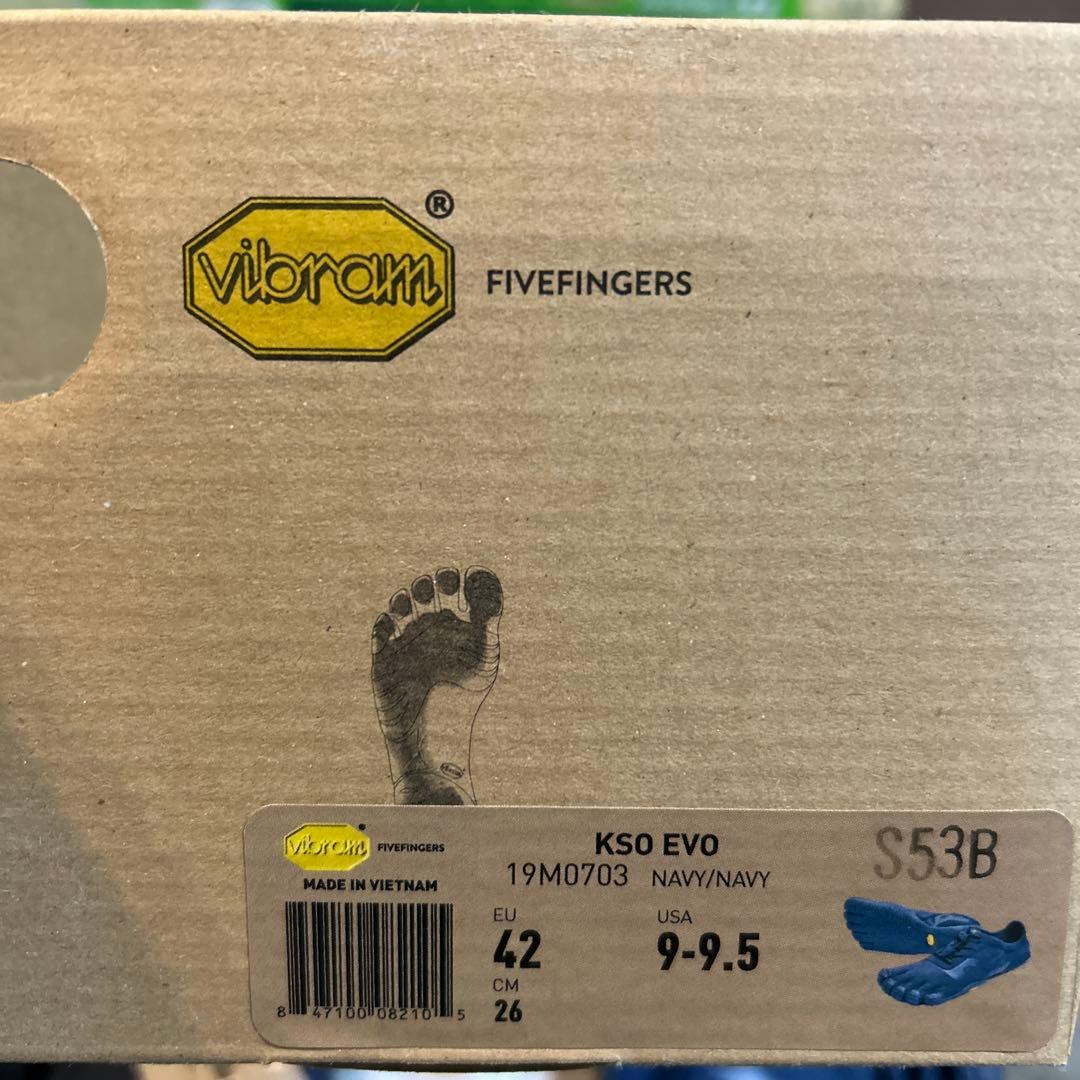 vibram®
FIVEFINGERS
vibram FIVEFINGERS
MADE IN VIETNAM
8 47100 08210 5
KSO EVO
19M0703 NAVY/NAVY
EU
42
CM
26
USA
9-9.5
S53B